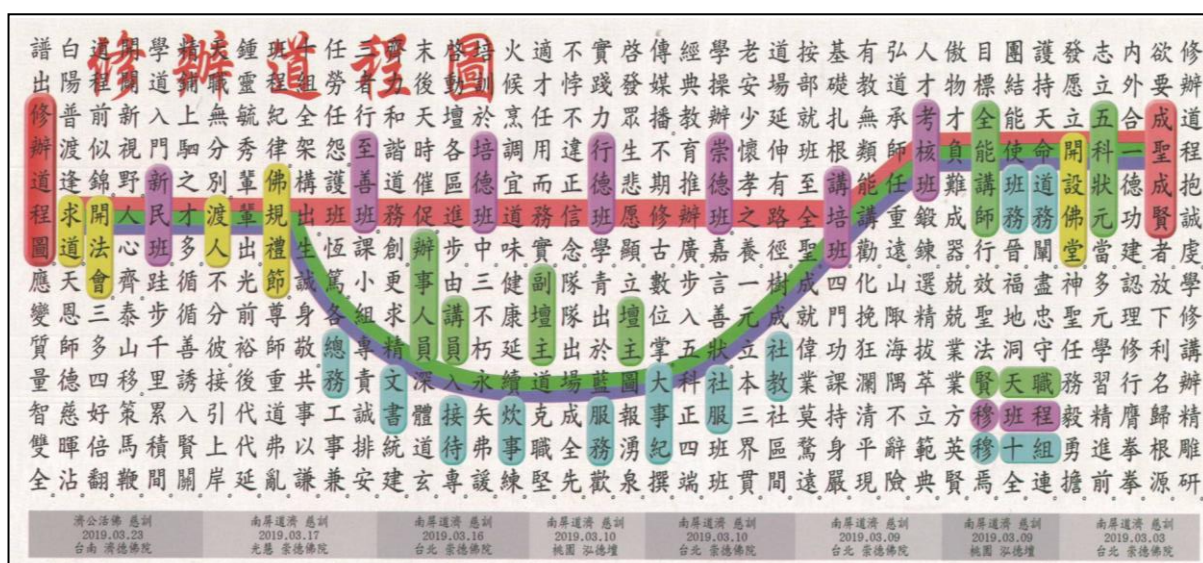 修辦道程圖
修辦道程抱誠虔。學修講辦精雕研。
欲要成聖成賢者。放下利名歸根源。
內外合一德功建。認理修行膺拳拳。
志立五科狀元當。多元學習精進前。
發愿立開設佛堂。神聖任務毅勇擔。
護持天命道務闡。盡忠守職程組連。
團結能使班務晉。福地洞天班十全。
目標全能講師行。效聖法賢穆穆焉。
傲物才負難成器。兢兢業業方英賢。
人才考核班鍛鍊。選精拔萃立範典。
弘道承師任重遠。山陬海隅不辭險。
有教無類能講勸。化挽狂瀾清平現。
基礎扎根講培班。四門功課持身嚴。
按部就班至全聖。成就偉業莫騖遠。
道場延伸有路徑。樹成社教社區間。
老安少懷孝之養。一元立本三界貫。
學操辦崇德班嘉。言善狀社服班班。
經典教育推辦廣。步入五科正四端。
傳媒播不期修古。數位掌大事紀撰。
啓發眾生悲愿顯。立壇主圖報湧泉。
實踐力行德班學。青出於藍服務歡。
不悖不違正信念。隊隊出場成全先。
適才任用而務實。副壇主道克職堅。
火候烹調宜道味。健康延續炊事練。
培訓於培德班中。三不朽永矢弗諼。
啓動壇各區進步。由講員入接待專。
末後天時催促辦。事人員深體道玄。
齊力和諧道務創。更求精文書統建。
三者行至善班課。小組專責誠排安。
任勞任怨護班恆。篤各總務工事兼。
十組全架構出生。誠身敬共事以謙。
班程紀律佛規禮。節尊師重道弗亂。
鍾靈毓秀輩輩出。光前裕後代代延。
天職無分別渡人。不分彼接引上岸。
精鋪上駟之才多。循循善誘入賢關。
學道入門新民班。跬步千里累積間。
開闢新視野人心。齊泰山移策馬鞭。
道程前似錦開法。會三多四好倍翻。
白陽普渡逢求道。天恩師德慈暉沾。
譜出修辦道程圖。應變質量智雙全。
南屏道濟 慈訓
2019.03.03
台北 崇德佛院
南屏道濟 慈訓
2019.03.09
桃園 泓德壇
南屏道濟 慈訓
2019.03.09
台北 崇德佛院
南屏道濟 慈訓
2019.03.10
台北 崇德佛院
南屏道濟 慈訓
2019.03.10
桃園 泓德壇
南屏道濟 慈訓
2019.03.16
台北 崇德佛院
南屏道濟 慈訓
2019.03.17
光慧 崇德佛院
濟公活佛 慈訓
2019.03.23
台南 濟德佛院